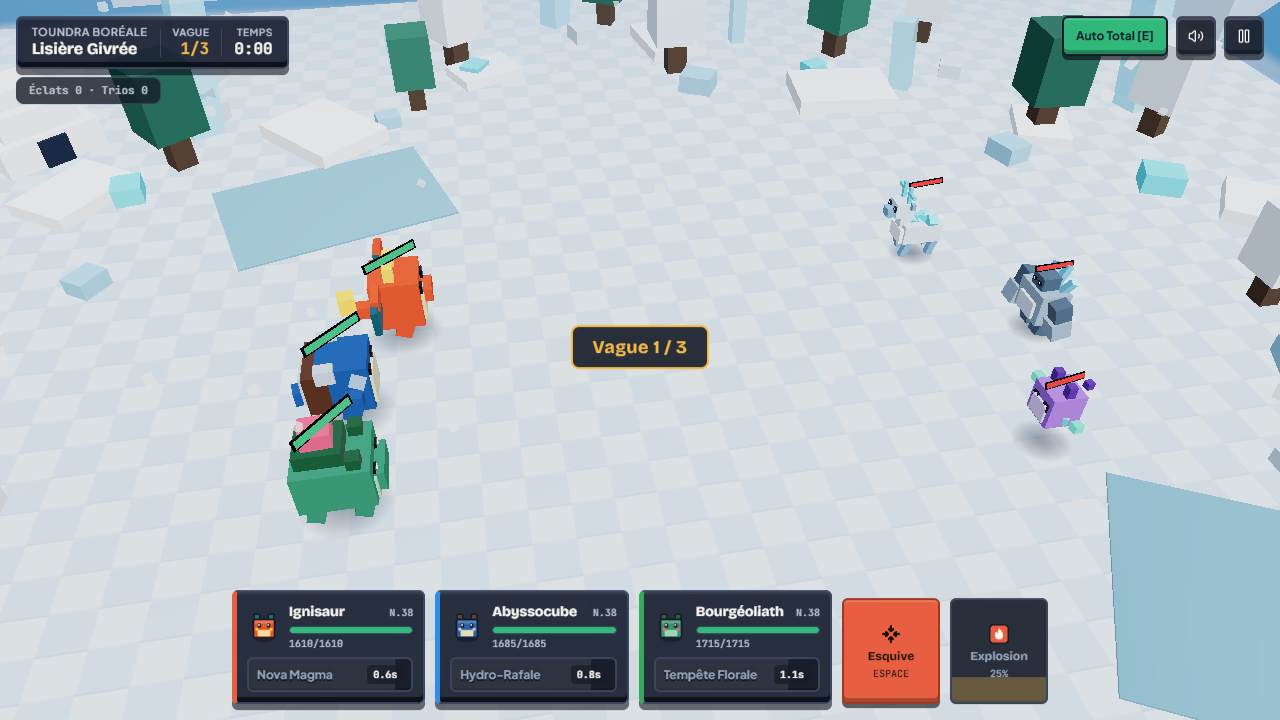 TOUNDRA BORÉALE
Lisière Givrée
VAGUE
1/3
TEMPS
0:00
Éclats 0 · Trios 0
Auto Total [E]
Vague 1 / 3
Ignisaur N.38
1610/1610
Nova Magma 0.6s
Abyssocube N.38
1685/1685
Hydro-Rafale 0.8s
Bourgéoliath N.38
1715/1715
Tempête Florale 1.1s
Esquive
ESPACE
Explosion
25%